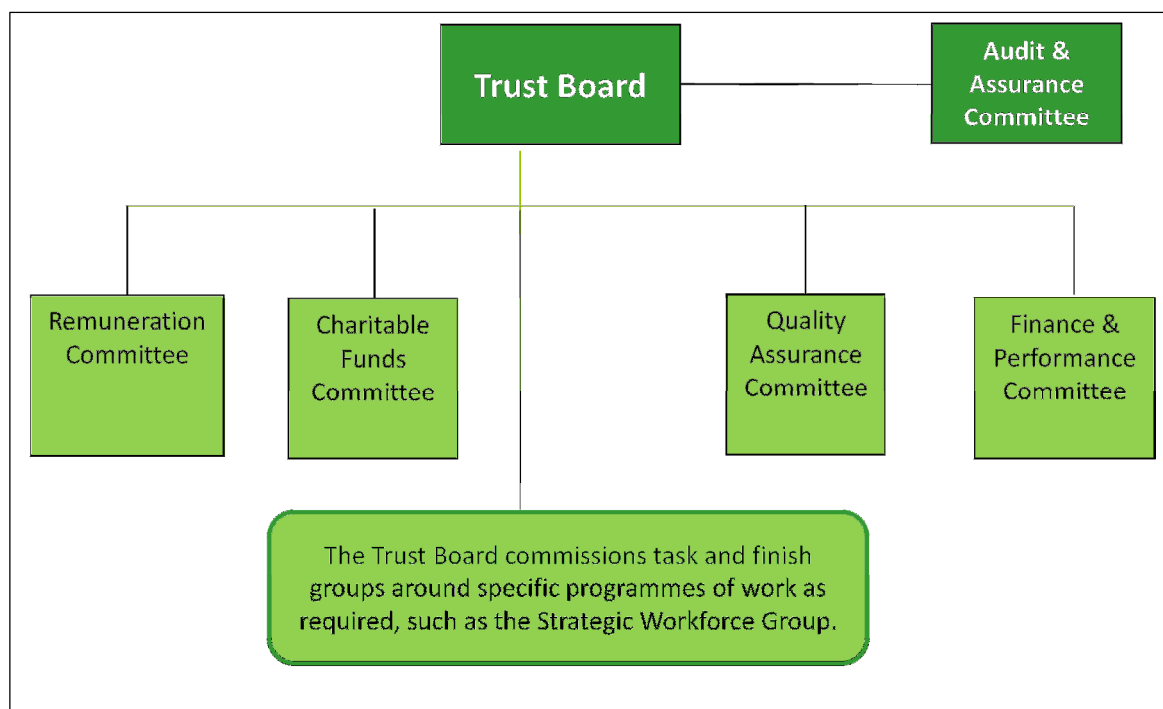 Trust Board
Audit &
Assurance
Committee
Remuneration
Committee
Charitable
Funds
Committee
Quality
Assurance
Committee
Finance &
Performance
Committee
The Trust Board commissions task and finish
groups around specific programmes of work as
required, such as the Strategic Workforce Group.